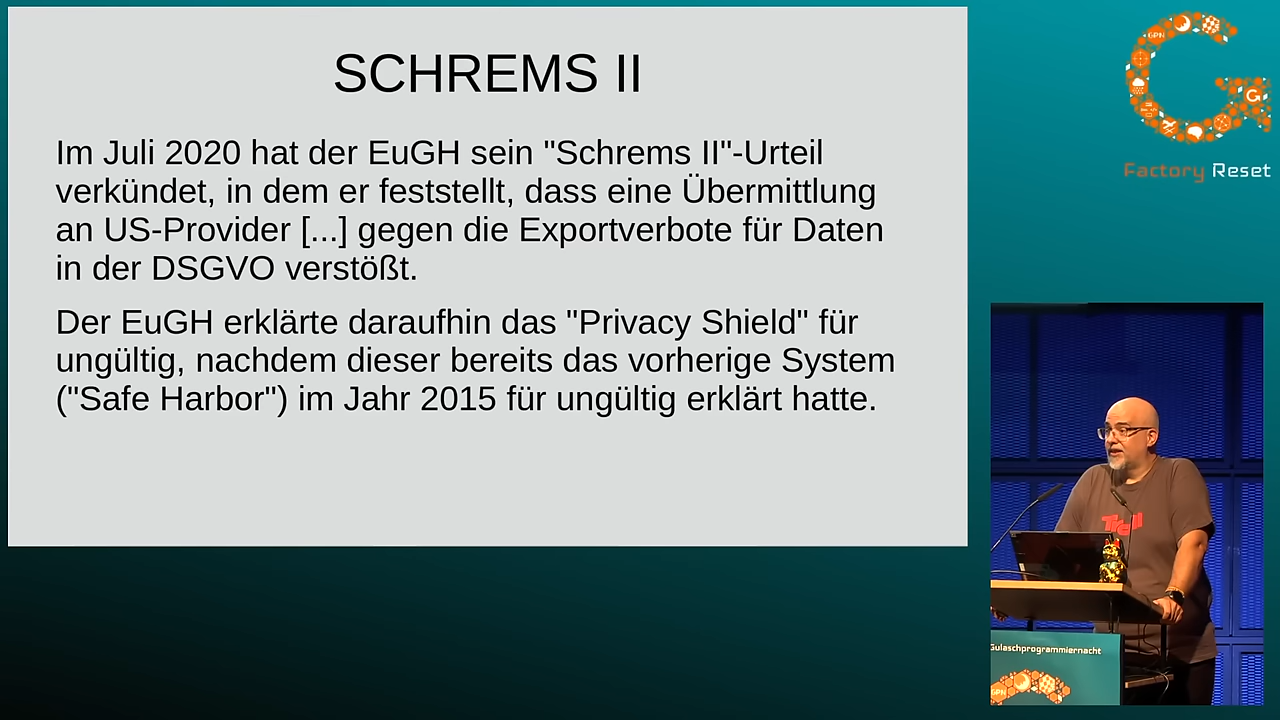 SCHREMS II
Im Juli 2020 hat der EuGH sein "Schrems II"-Urteil
verkündet, in dem er feststellt, dass eine Übermittlung
an US-Provider [...] gegen die Exportverbote für Daten
in der DSGVO verstößt.
Der EuGH erklärte daraufhin das "Privacy Shield" für
ungültig, nachdem dieser bereits das vorherige System
("Safe Harbor") im Jahr 2015 für ungültig erklärt hatte.
GPN
G
Factory Reset
Gulaschprogrammiernacht
GPN